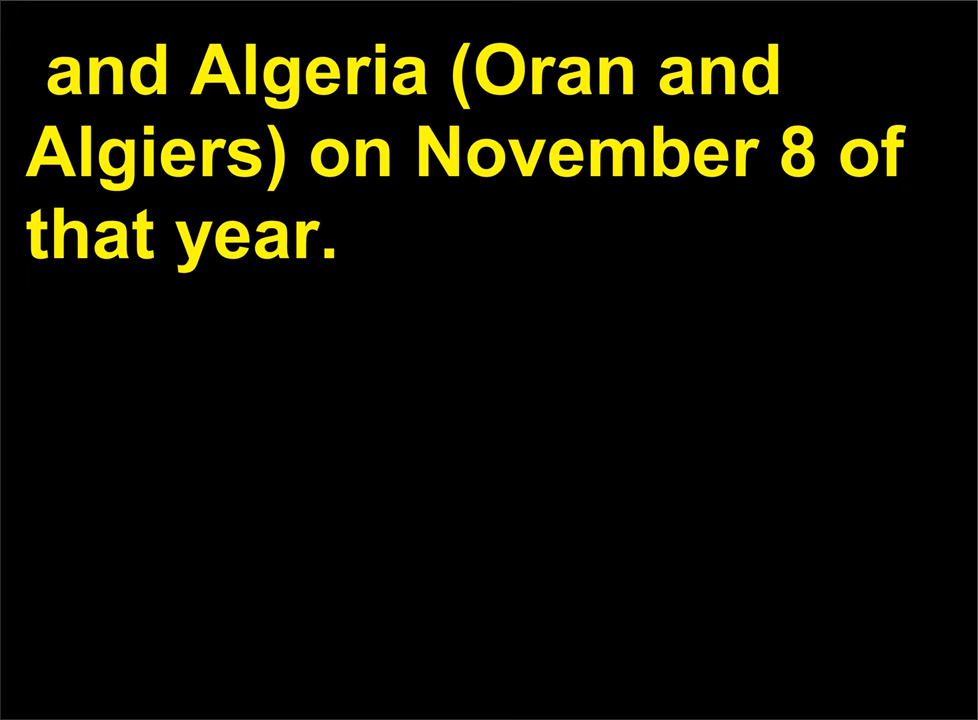 and Algeria (Oran and
Algiers) on November 8 of
that year.